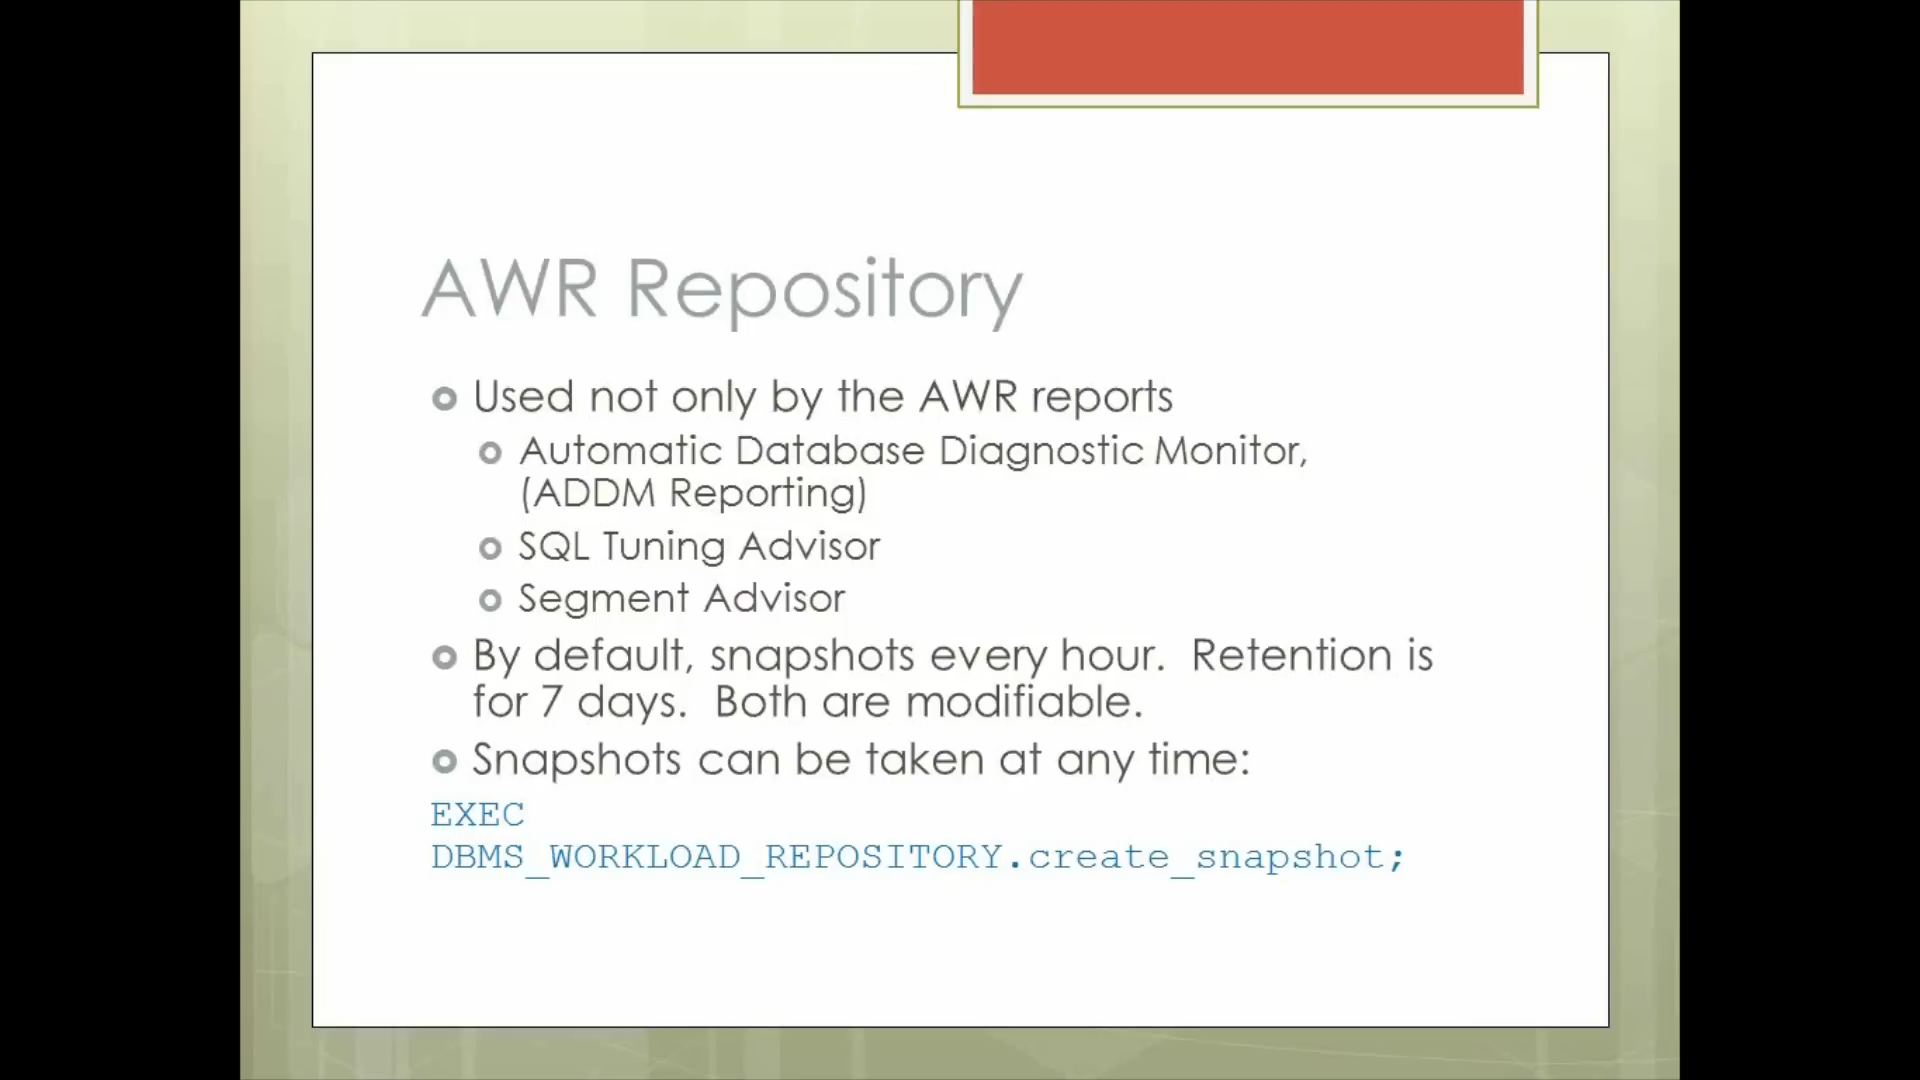 AWR Repository
Used not only by the AWR reports
Automatic Database Diagnostic Monitor,
(ADDM Reporting)
SQL Tuning Advisor
Segment Advisor
By default, snapshots every hour.  Retention is
for 7 days.  Both are modifiable.
Snapshots can be taken at any time:
EXEC
DBMS_WORKLOAD_REPOSITORY.create_snapshot;